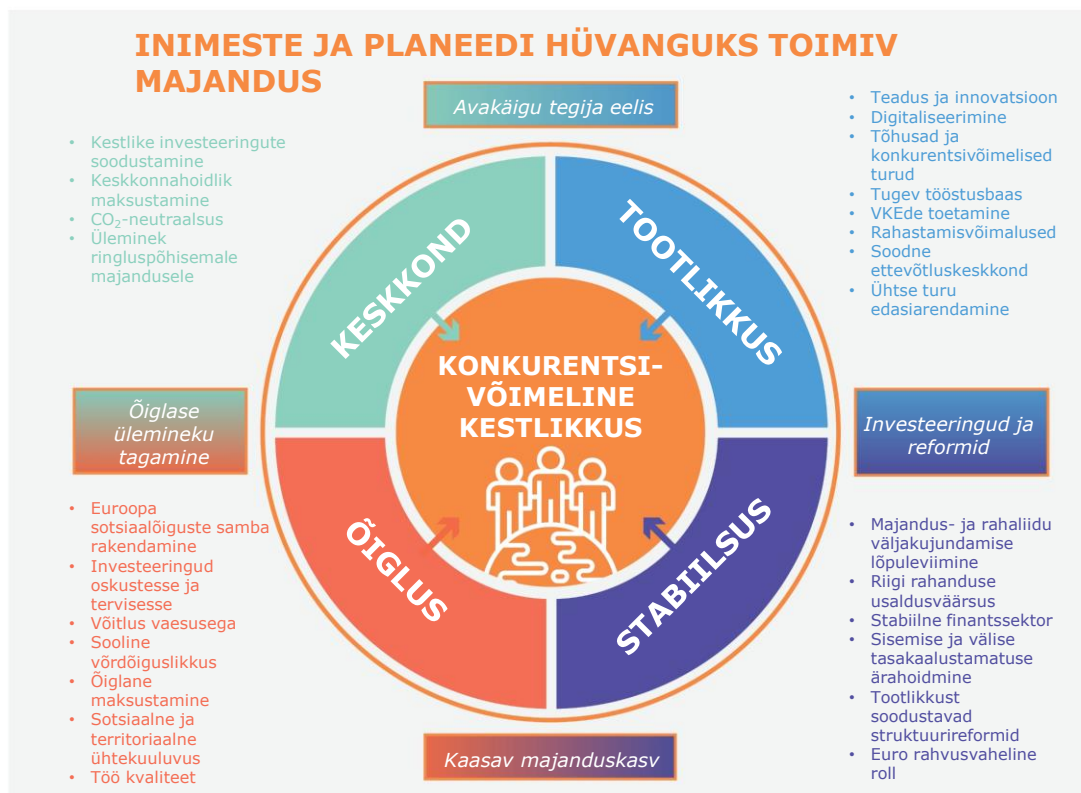 INIMESTE JA PLANEEDI HÜVANGUKS TOIMIV
MAJANDUS
Avakäigu tegija eelis
• Kestlike investeeringute
soodustamine
• Keskkonnahoidlik
maksustamine
• CO₂-neutraalsus
• Üleminek
ringluspõhisemale
majandusele
• Teadus ja innovatsioon
• Digitaliseerimine
• Tõhusad ja
konkurentsivõimelised
turud
• Tugev tööstusbaas
• VKEde toetamine
• Rahastamisvõimalused
• Soodne
ettevõtluskeskkond
• Ühtse turu
edasiarendamine
KESKKOND
TOOTLIKKUS
KONKURENTSI-
VÕIMELINE
KESTLIKKUS
Õiglase
ülemineku
tagamine
Investeeringud ja
reformid
ÕIGLUS
STABIILSUS
• Euroopa
sotsiaalõiguste samba
rakendamine
• Investeeringud
oskustesse ja
tervisesse
• Võitlus vaesusega
• Sooline
võrdõiguslikkus
• Õiglane
maksustamine
• Sotsiaalne ja
territoriaalne
ühtekuuluvus
• Töö kvaliteet
• Majandus- ja rahaliidu
väljakujundamise
lõpuleviimine
• Riigi rahanduse
usaldusväärsus
• Stabiilne finantssektor
• Sisemise ja välise
tasakaalustamatuse
ärahoidmine
• Tootlikkust
soodustavad
struktuurireformid
• Euro rahvusvaheline
roll
Kaasav majanduskasv